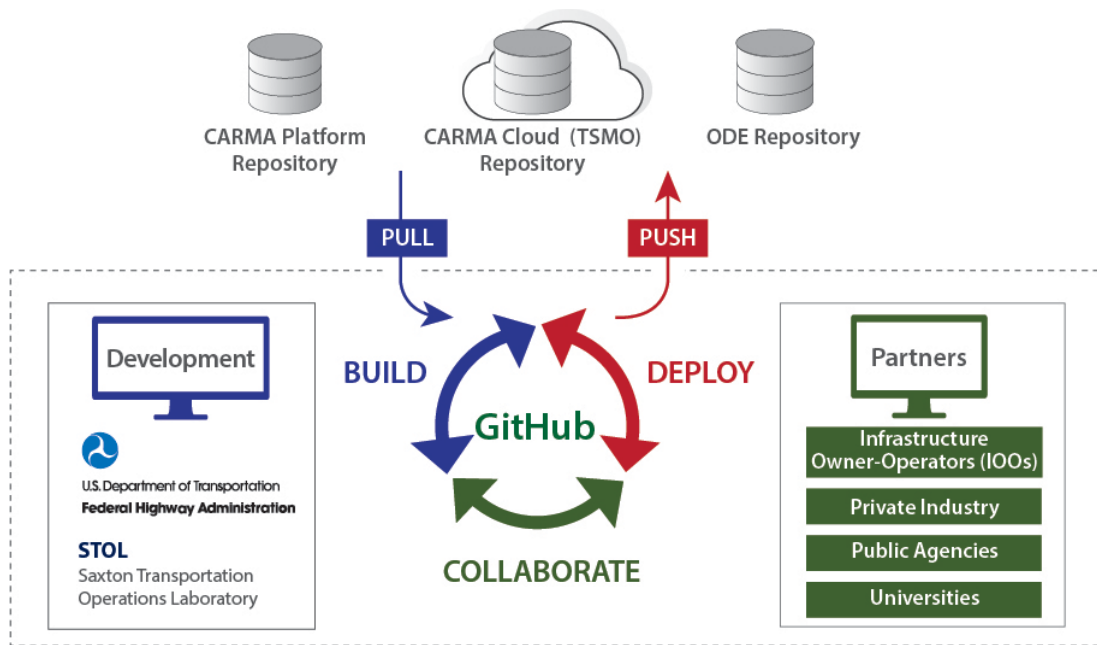 CARMA Platform
Repository
CARMA Cloud (TSMO)
Repository
ODE Repository
PULL
PUSH
Development
U.S. Department of Transportation
Federal Highway Administration
STOL
Saxton Transportation
Operations Laboratory
BUILD
DEPLOY
GitHub
COLLABORATE
Partners
Infrastructure
Owner-Operators (IOOs)
Private Industry
Public Agencies
Universities